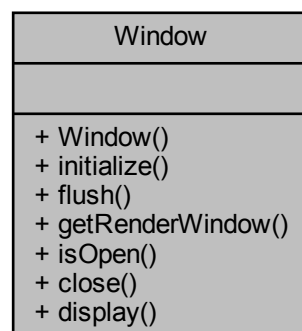 Window
+ Window()
+ initialize()
+ flush()
+ getRenderWindow()
+ isOpen()
+ close()
+ display()